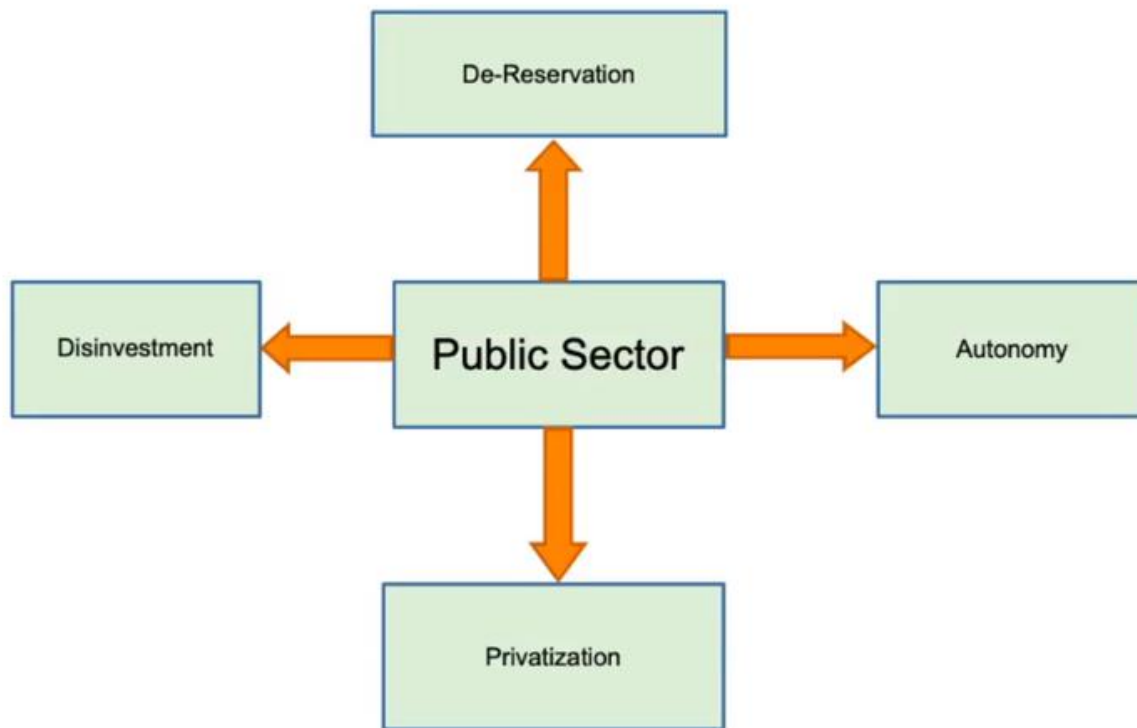 De-Reservation
Disinvestment
Public Sector
Autonomy
Privatization